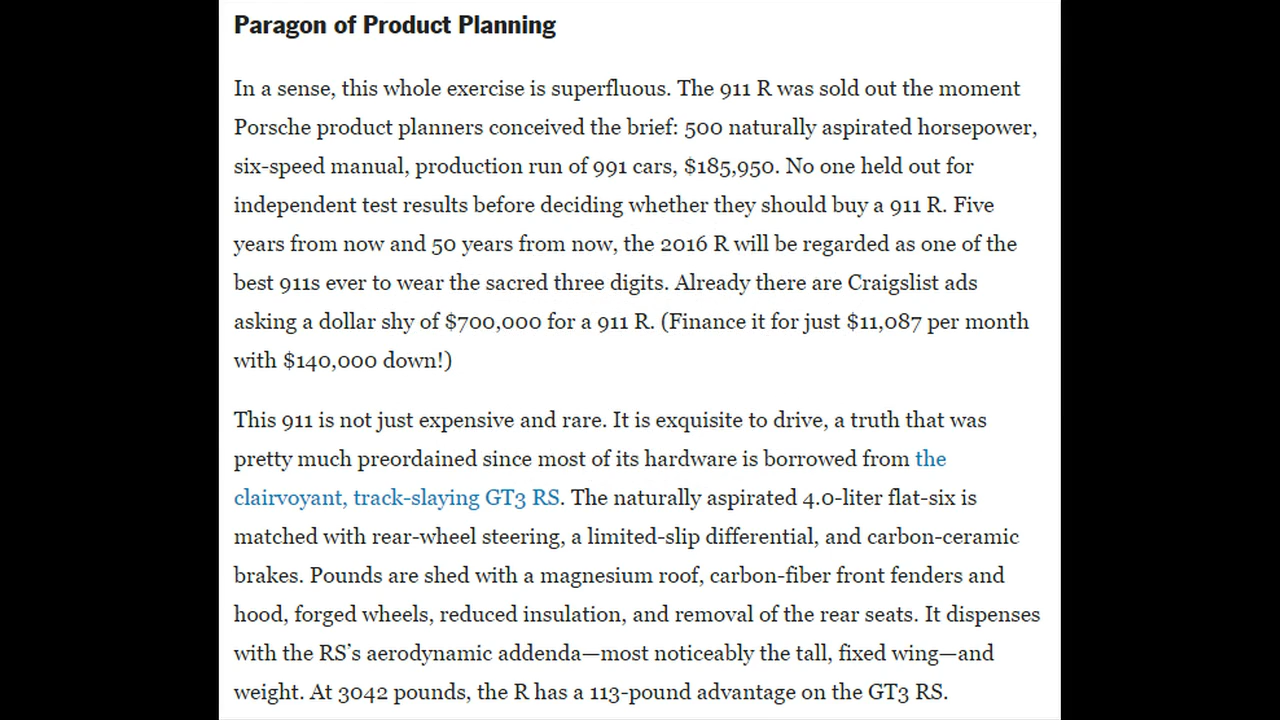 Paragon of Product Planning
In a sense, this whole exercise is superfluous. The 911 R was sold out the moment
Porsche product planners conceived the brief: 500 naturally aspirated horsepower,
six-speed manual, production run of 991 cars, $185,950. No one held out for
independent test results before deciding whether they should buy a 911 R. Five
years from now and 50 years from now, the 2016 R will be regarded as one of the
best 911s ever to wear the sacred three digits. Already there are Craigslist ads
asking a dollar shy of $700,000 for a 911 R. (Finance it for just $11,087 per month
with $140,000 down!)
This 911 is not just expensive and rare. It is exquisite to drive, a truth that was
pretty much preordained since most of its hardware is borrowed from the
clairvoyant, track-slaying GT3 RS. The naturally aspirated 4.0-liter flat-six is
matched with rear-wheel steering, a limited-slip differential, and carbon-ceramic
brakes. Pounds are shed with a magnesium roof, carbon-fiber front fenders and
hood, forged wheels, reduced insulation, and removal of the rear seats. It dispenses
with the RS’s aerodynamic addenda—most noticeably the tall, fixed wing—and
weight. At 3042 pounds, the R has a 113-pound advantage on the GT3 RS.